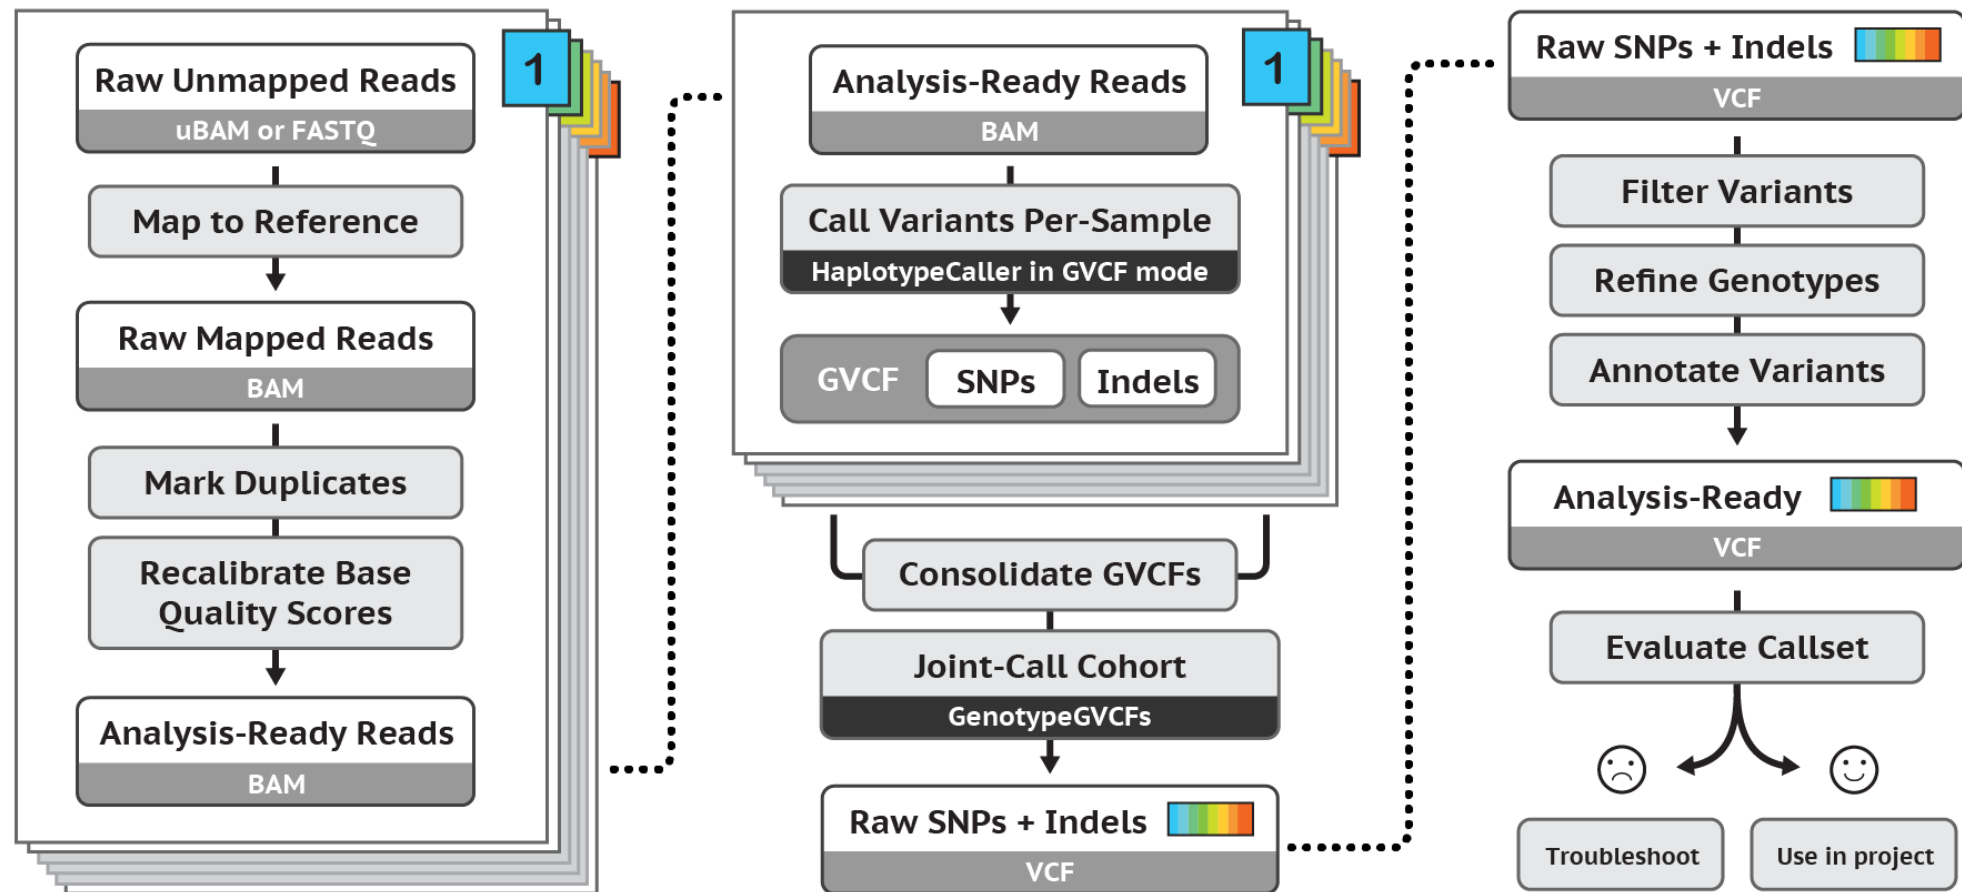 1
Raw Unmapped Reads
uBAM or FASTQ
Map to Reference
Raw Mapped Reads
BAM
Mark Duplicates
Recalibrate Base
Quality Scores
Analysis-Ready Reads
BAM
1
Analysis-Ready Reads
BAM
Call Variants Per-Sample
HaplotypeCaller in GVCF mode
GVCF SNPs Indels
Consolidate GVCFs
Joint-Call Cohort
GenotypeGVCFs
Raw SNPs + Indels
VCF
Raw SNPs + Indels
VCF
Filter Variants
Refine Genotypes
Annotate Variants
Analysis-Ready
VCF
Evaluate Callset
Troubleshoot
Use in project